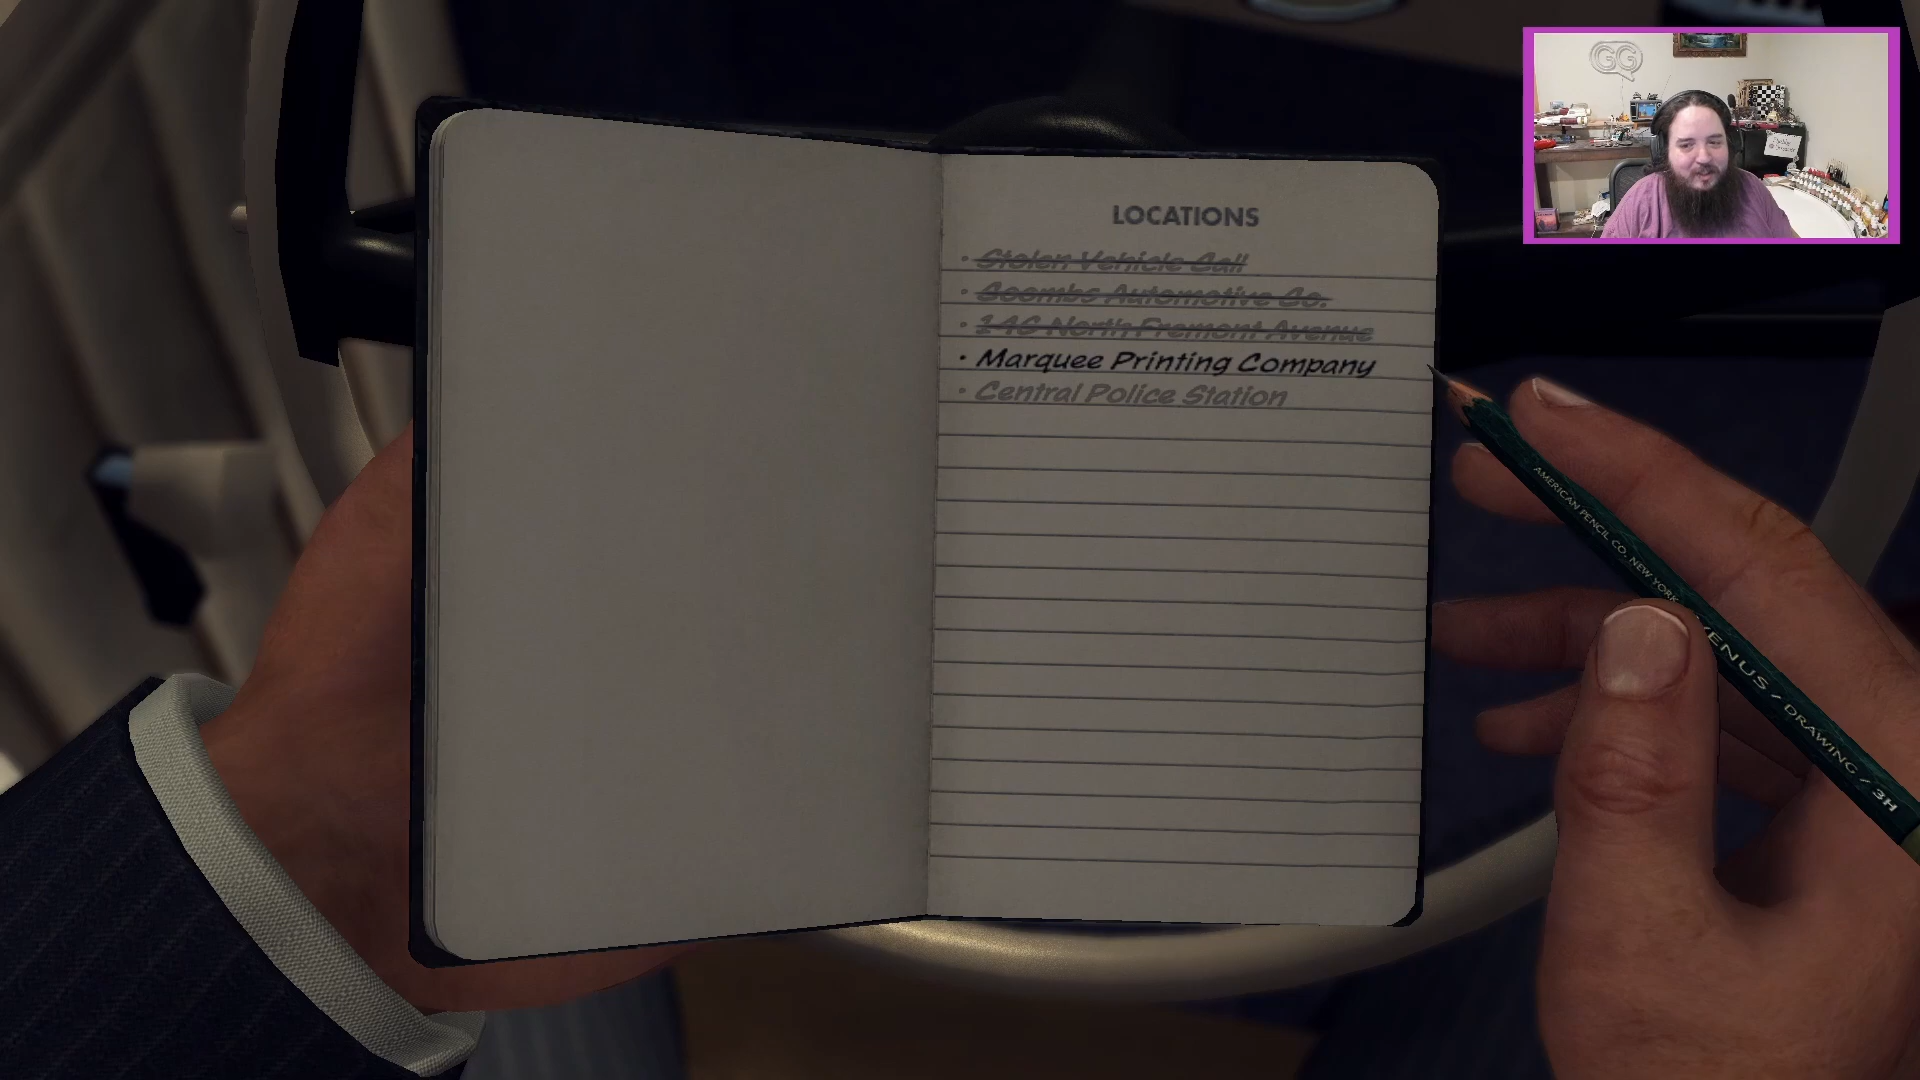 GG
LOCATIONS
• Stolen Vehicle Call
• Coombs Automotive Co.
• 146 North Fremont Avenue
• Marquee Printing Company
• Central Police Station
AMERICAN PENCIL CO. NEW YORK
VENUS / DRAWING / 3H